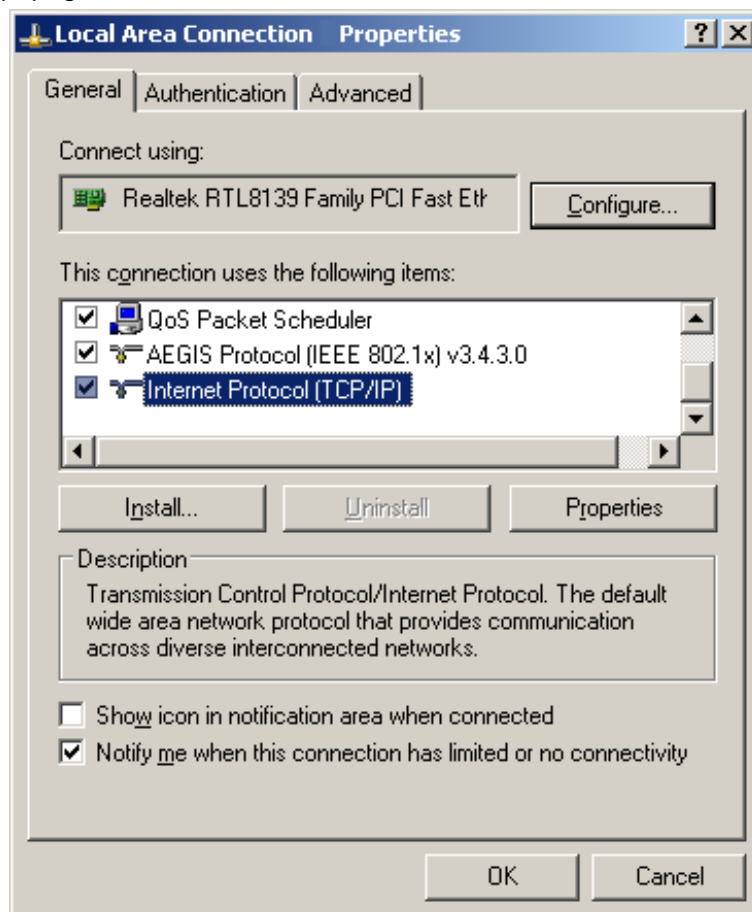 Local Area Connection Properties
General Authentication Advanced
Connect using:
Realtek RTL8139 Family PCI Fast Eth
Configure...
This connection uses the following items:
QoS Packet Scheduler
AEGIS Protocol (IEEE 802.1x) v3.4.3.0
Internet Protocol (TCP/IP)
Install... Uninstall Properties
Description
Transmission Control Protocol/Internet Protocol. The default
wide area network protocol that provides communication
across diverse interconnected networks.
Show icon in notification area when connected
Notify me when this connection has limited or no connectivity
OK Cancel